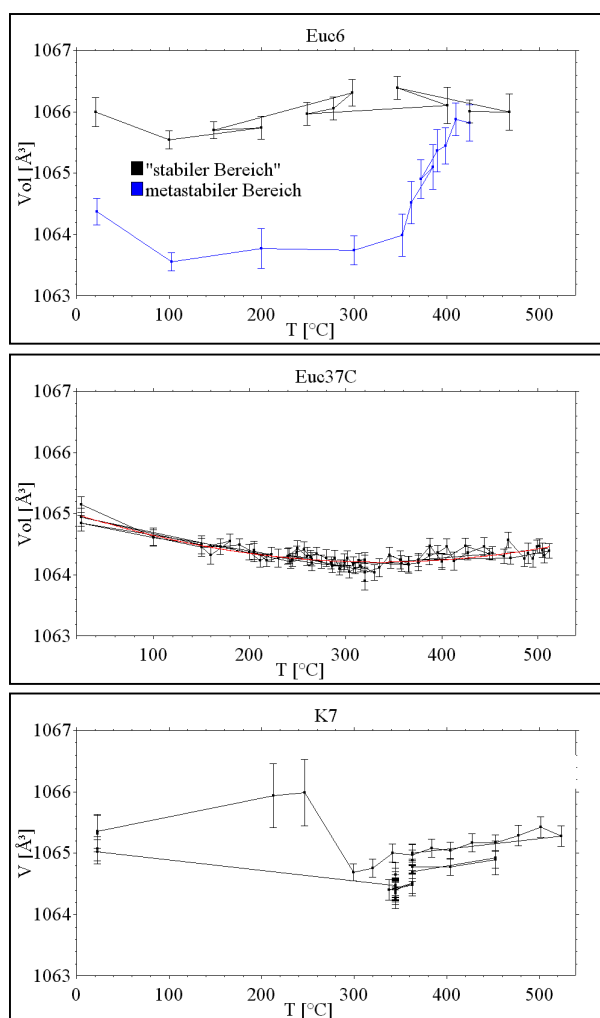 Euc6
1067
1066
1065
1064
1063
Vol [Å³]
"stabiler Bereich"
metastabiler Bereich
0 100 200 300 400 500
T [°C]
Euc37C
1067
1066
1065
1064
1063
Vol [Å³]
100 200 300 400 500
T [°C]
K7
1067
1066
1065
1064
1063
V [Å³]
0 100 200 300 400 500
T [°C]